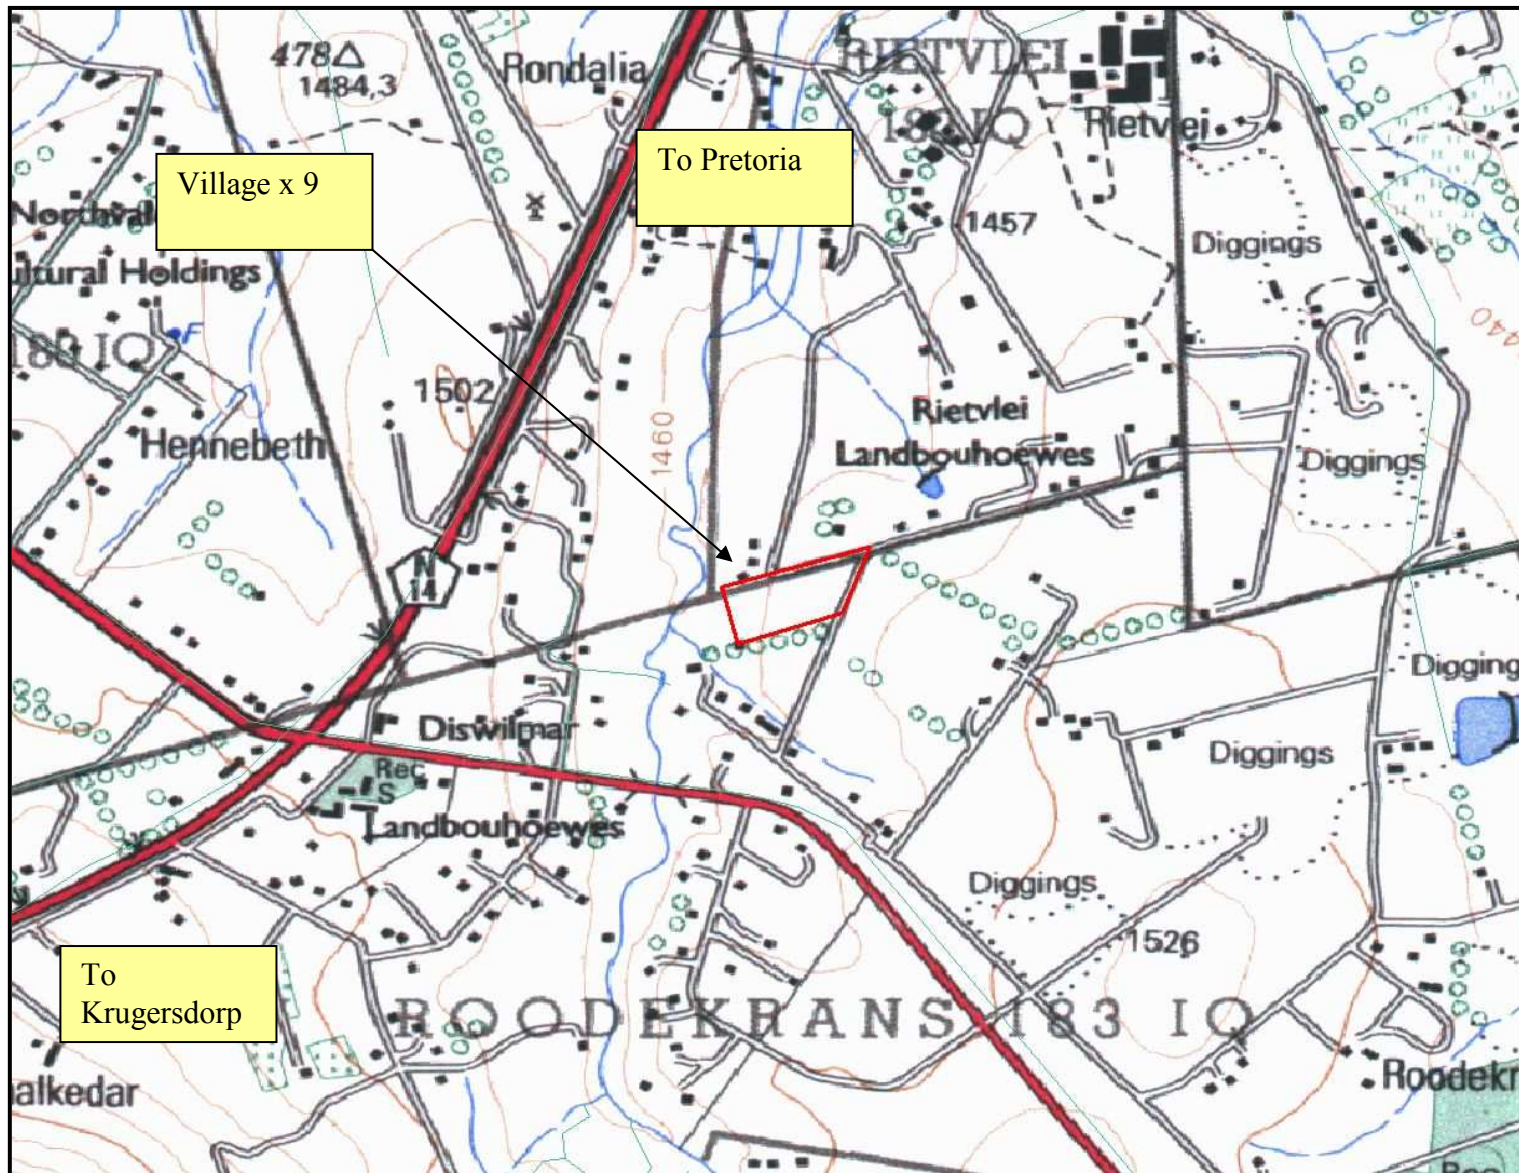 478
1484,3
Rondalia
RIETVLEI
182 IQ
Rietvlei
To Pretoria
Village x 9
1457
Diggings
ultural Holdings
F
180 IQ
1502
1440
Hennebeth
1460
Rietvlei
Landbouhoewes
Diggings
N
14
Digging
Diswilmar
Diggings
Rec
S
Landbouhoewes
Diggings
1526
To
Krugersdorp
ROODEKRANS 183 IQ
alkedar
Roodekr